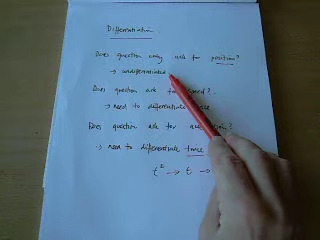 Differentiation
Does question only ask for position?
→ undifferentiated
Does question ask for speed?
→ need to differentiate
Does question ask for
→ need to differentiate twice
t² → t →